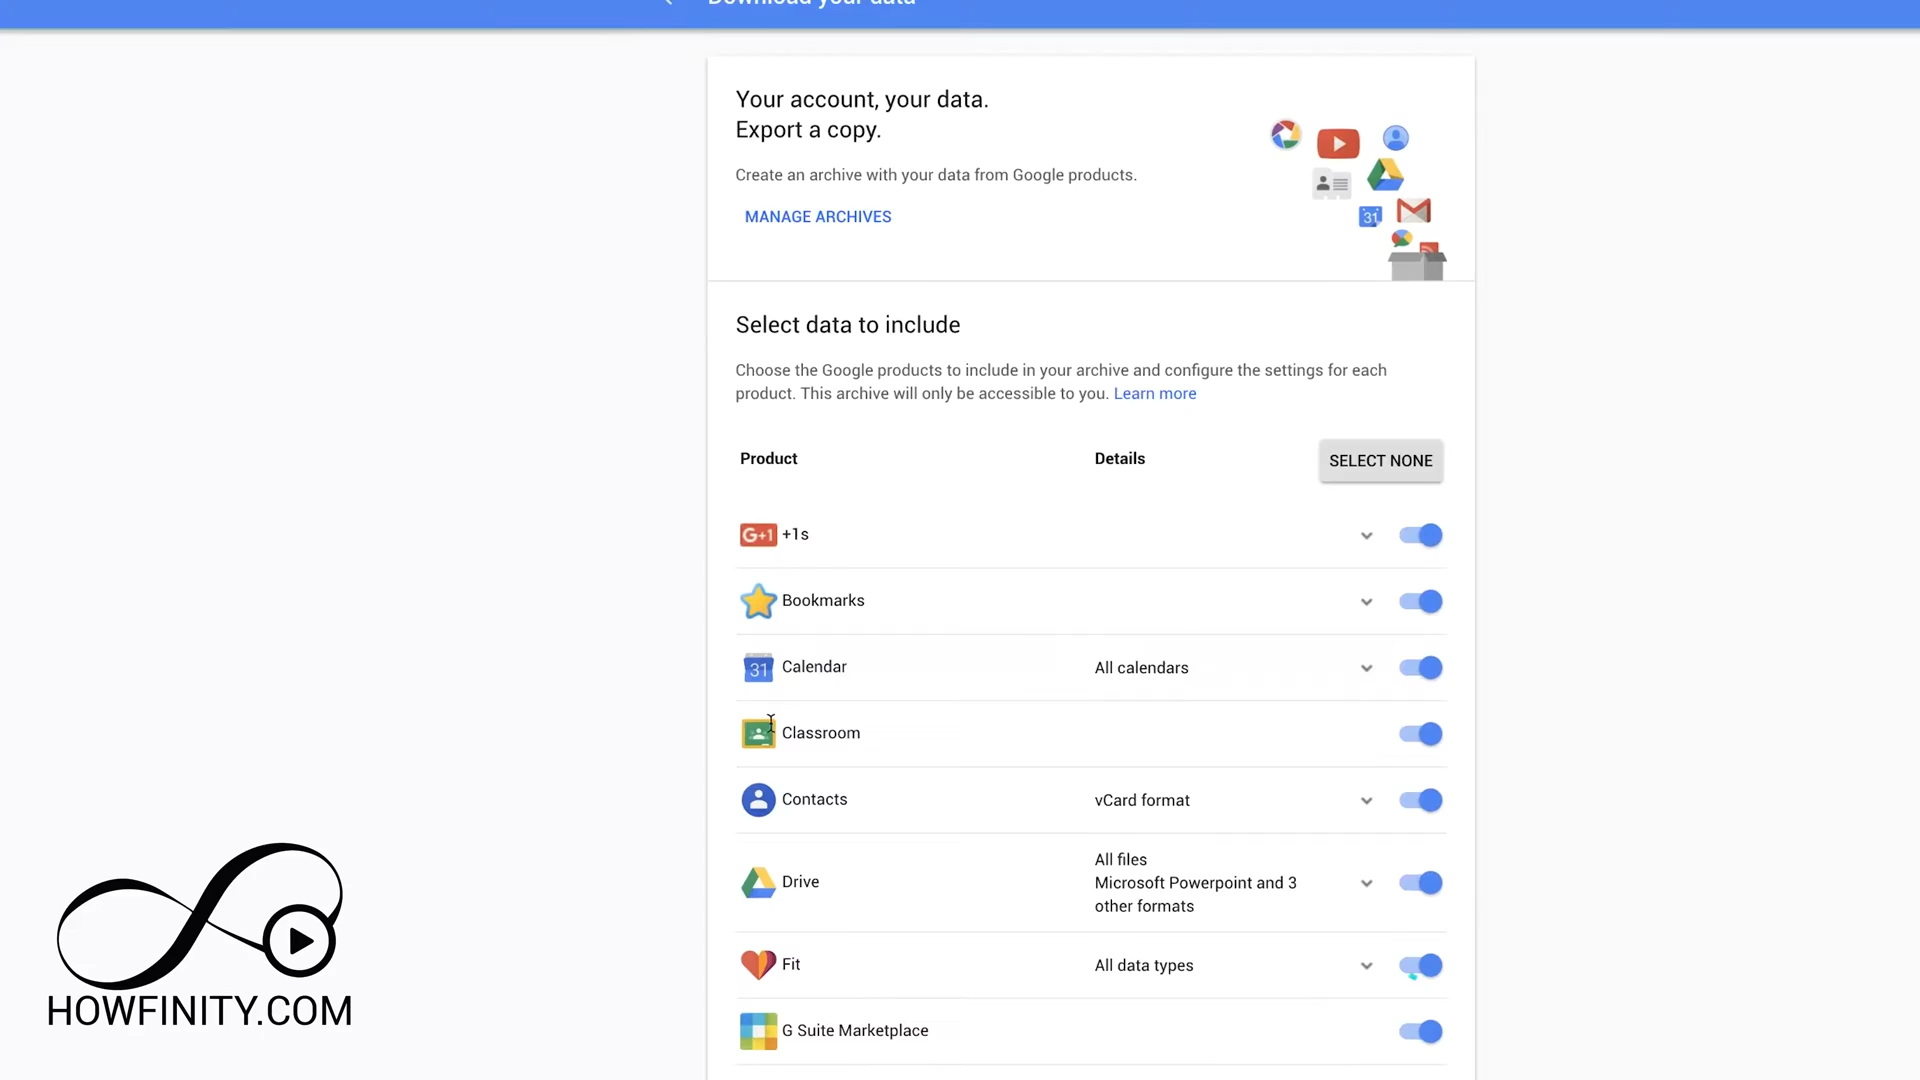 Download your data
Your account, your data.
Export a copy.
Create an archive with your data from Google products.
MANAGE ARCHIVES
31
Select data to include
Choose the Google products to include in your archive and configure the settings for each
product. This archive will only be accessible to you. Learn more
Product Details SELECT NONE
G+1 +1s
Bookmarks
31 Calendar All calendars
Classroom
Contacts vCard format
Drive All files
Microsoft Powerpoint and 3
other formats
Fit All data types
G Suite Marketplace
HOWFINITY.COM